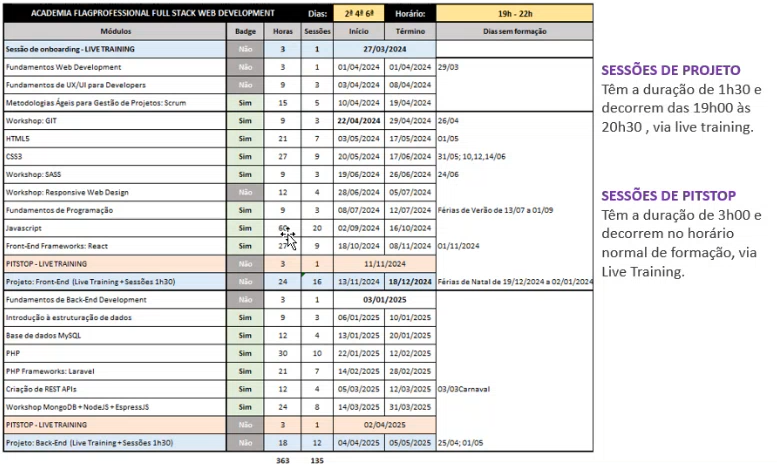 ACADEMIA FLAGPROFESSIONAL FULL STACK WEB DEVELOPMENT Dias: 2ª 4ª 6ª Horário: 19h - 22h
Módulos Badge Horas Sessões Início Término Dias sem formação
Sessão de onboarding - LIVE TRAINING Não 3 1 27/03/2024
Fundamentos Web Development Não 3 1 01/04/2024 01/04/2024 29/03
Fundamentos de UX/UI para Developers Não 9 3 03/04/2024 08/04/2024
Metodologias Ágeis para Gestão de Projetos: Scrum Sim 15 5 10/04/2024 19/04/2024
Workshop: GIT Sim 9 3 22/04/2024 29/04/2024 26/04
HTML5 Sim 21 7 03/05/2024 17/05/2024 01/05
CSS3 Sim 27 9 20/05/2024 17/06/2024 31/05; 10,12,14/06
Workshop: SASS Sim 9 3 19/06/2024 26/06/2024 24/06
Workshop: Responsive Web Design Não 12 4 28/06/2024 05/07/2024
Fundamentos de Programação Sim 9 3 08/07/2024 12/07/2024 Férias de Verão de 13/07 a 01/09
Javascript Sim 60 20 02/09/2024 16/10/2024
Front-End Frameworks: React Sim 27 9 18/10/2024 08/11/2024 01/11/2024
PITSTOP - LIVE TRAINING Não 3 1 11/11/2024
Projeto: Front-End (Live Training + Sessões 1h30) Não 24 16 13/11/2024 18/12/2024 Férias de Natal de 19/12/2024 a 02/01/2024
Fundamentos de Back-End Development Não 3 1 03/01/2025
Introdução à estruturação de dados Sim 9 3 06/01/2025 10/01/2025
Base de dados MySQL Sim 12 4 13/01/2025 20/01/2025
PHP Sim 30 10 22/01/2025 12/02/2025
PHP Frameworks: Laravel Sim 21 7 14/02/2025 28/02/2025
Criação de REST APIs Sim 12 4 05/03/2025 12/03/2025 03/03Carnaval
Workshop MongoDB + NodeJS + EspressJS Sim 24 8 14/03/2025 31/03/2025
PITSTOP - LIVE TRAINING Não 3 1 02/04/2025
Projeto: Back-End (Live Training + Sessões 1h30) Não 18 12 04/04/2025 05/05/2025 25/04; 01/05
363 135
SESSÕES DE PROJETO
Têm a duração de 1h30 e
decorrem das 19h00 às
20h30 , via live training.
SESSÕES DE PITSTOP
Têm a duração de 3h00 e
decorrem no horário
normal de formação, via
Live Training.